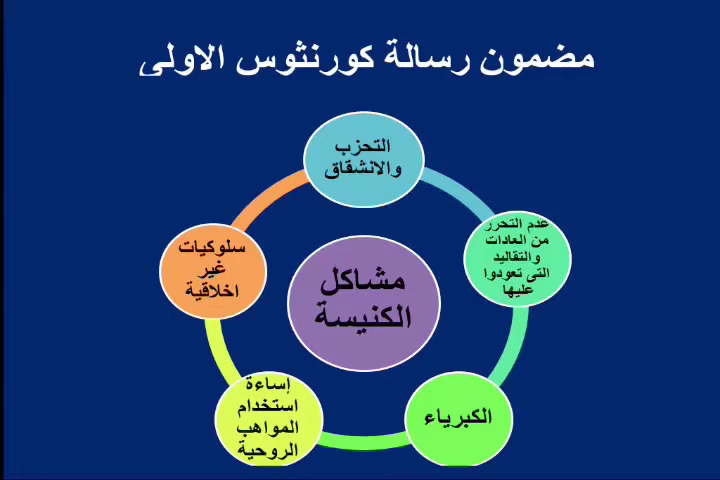 مضمون رسالة كورنثوس الاولى
التحزب
والانشقاق
عدم التحرر
من العادات
والتقاليد
التى تعودوا
عليها
الكبرياء
إساءة
استخدام
المواهب
الروحية
سلوكيات
غير
اخلاقية
مشاكل
الكنيسة